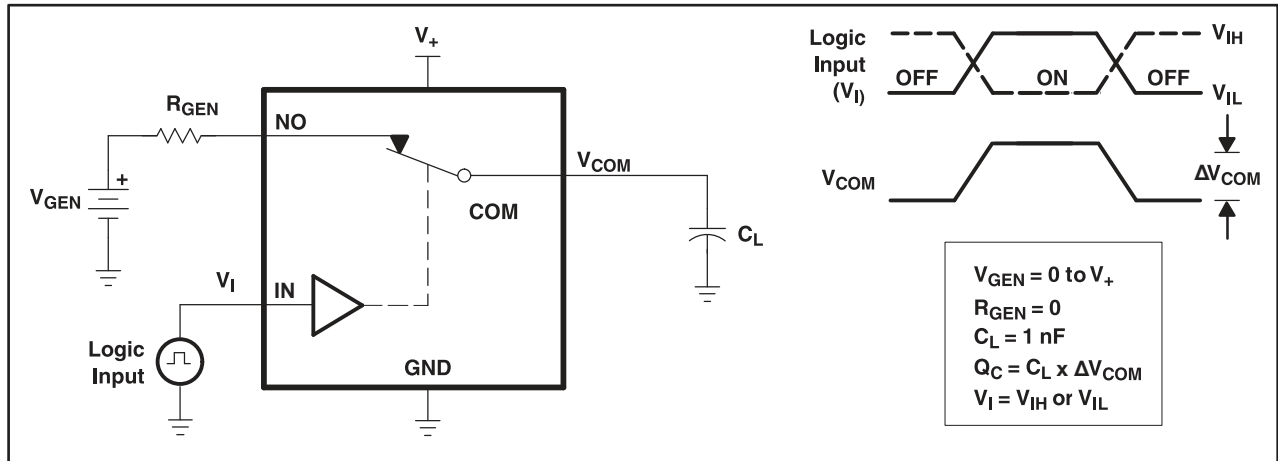 V+
RGEN
NO
VCOM
COM
+
VGEN
CL
VI
IN
Logic
Input
GND
Logic
Input
(VI)
OFF
ON
OFF
VIH
VIL
VCOM
ΔVCOM
VGEN = 0 to V+
RGEN = 0
CL = 1 nF
QC = CL x ΔVCOM
VI = VIH or VIL